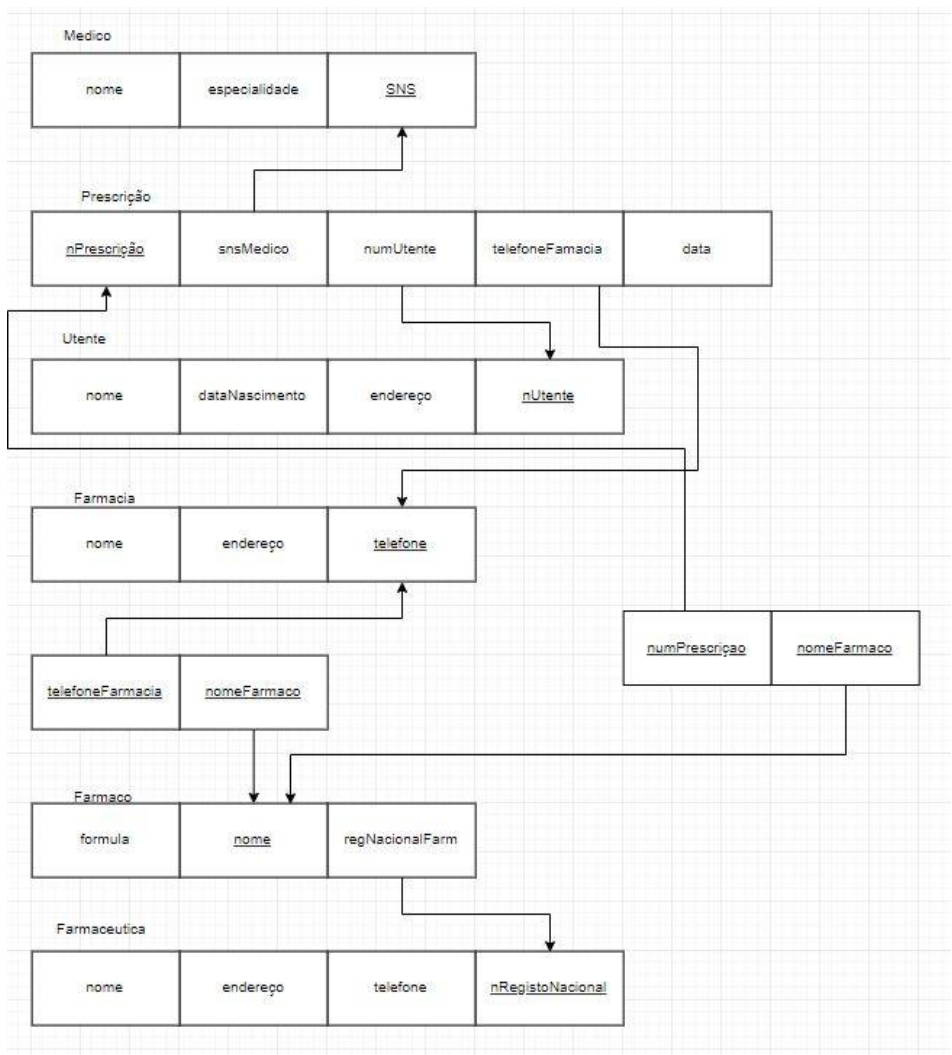 Medico
nome especialidade SNS
Prescrição
nPrescrição snsMedico numUtente telefoneFamacia data
Utente
nome dataNascimento endereço nUtente
Farmacia
nome endereço telefone
numPrescriçao nomeFarmaco
telefoneFarmacia nomeFarmaco
Farmaco
formula nome regNacionalFarm
Farmaceutica
nome endereço telefone nRegistoNacional